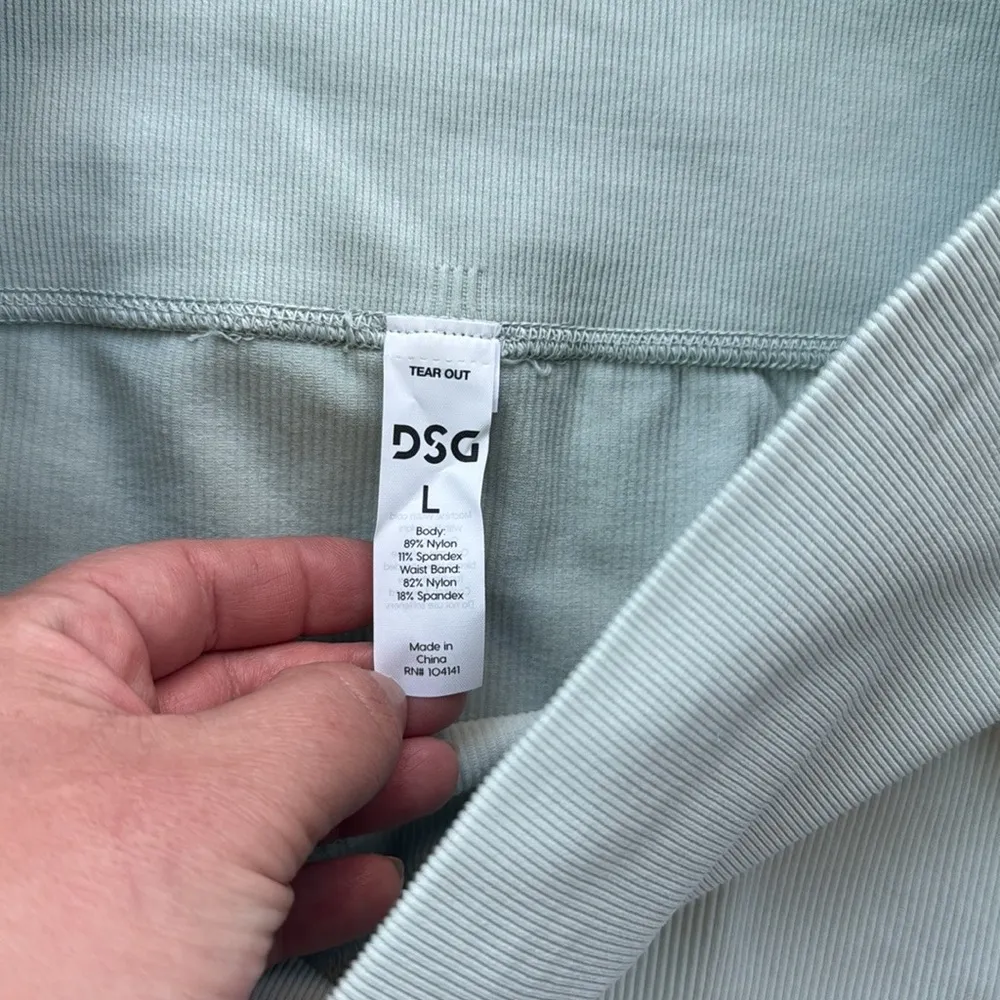 TEAR OUT
DSG
L
Body:
89% Nylon
11% Spandex
Waist Band:
82% Nylon
18% Spandex
Made in
China
RN# 104141